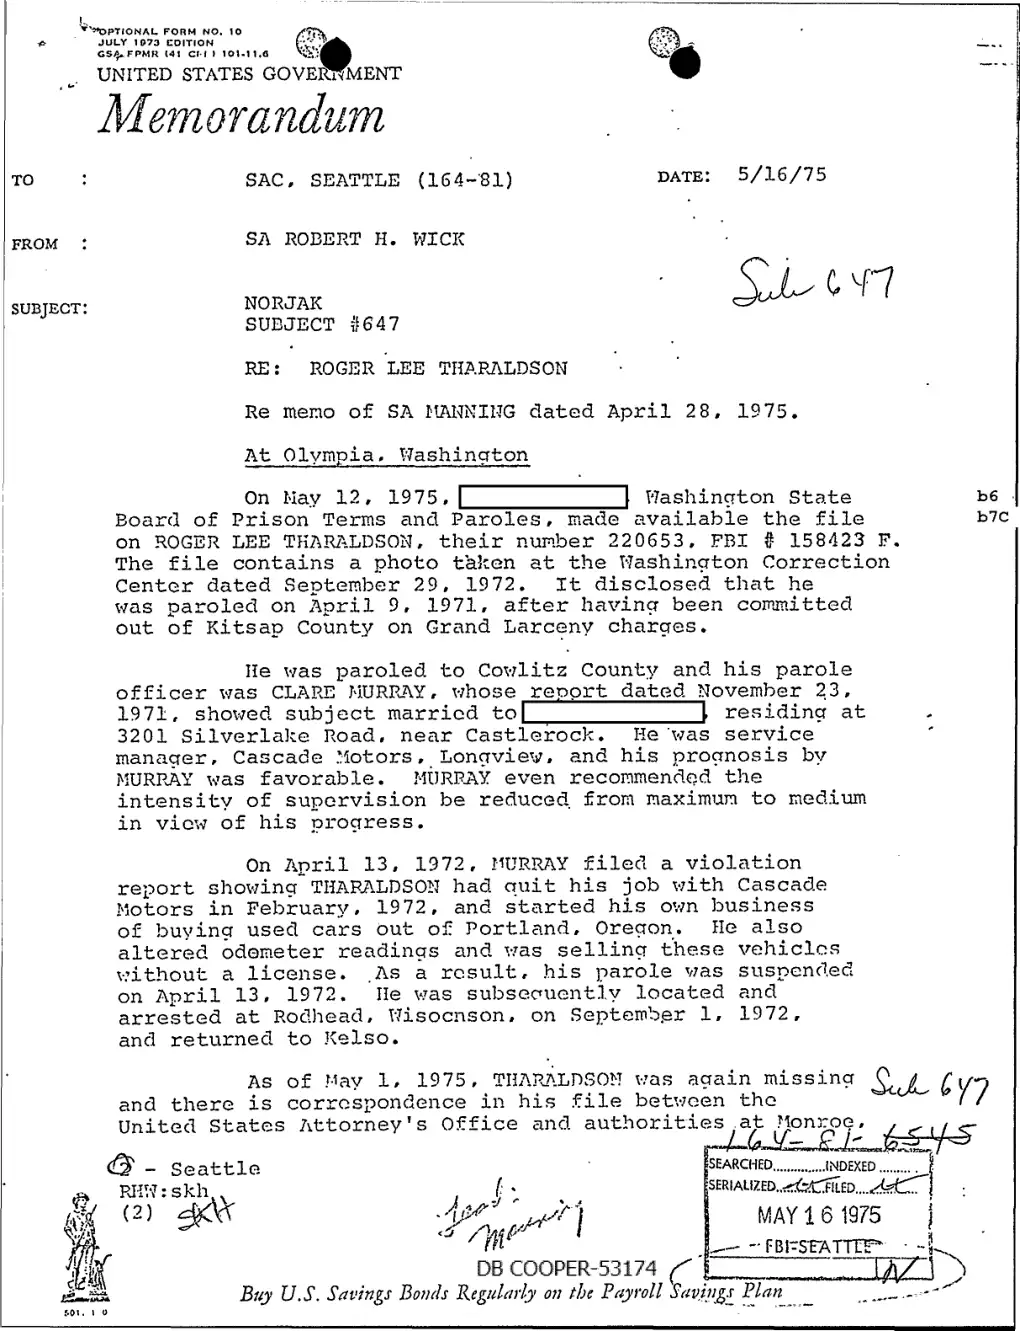 OPTIONAL FORM NO. 10
JULY 1973 EDITION
GSA FPMR (41 CFR) 101-11.6
UNITED STATES GOVERNMENT
Memorandum
TO : SAC, SEATTLE (164-81) DATE: 5/16/75
FROM : SA ROBERT H. WICK
Sub 647
SUBJECT: NORJAK
SUBJECT #647
RE: ROGER LEE THARALDSON
Re memo of SA MANNING dated April 28, 1975.
At Olympia, Washington
On May 12, 1975, Washington State b6
Board of Prison Terms and Paroles, made available the file b7C
on ROGER LEE THARALDSON, their number 220653, FBI # 158423 F.
The file contains a photo taken at the Washington Correction
Center dated September 29, 1972. It disclosed that he
was paroled on April 9, 1971, after having been committed
out of Kitsap County on Grand Larceny charges.
He was paroled to Cowlitz County and his parole
officer was CLARE MURRAY, whose report dated November 23,
1971, showed subject married to , residing at
3201 Silverlake Road, near Castlerock. He was service
manager, Cascade Motors, Longview, and his prognosis by
MURRAY was favorable. MURRAY even recommended the
intensity of supervision be reduced from maximum to medium
in view of his progress.
On April 13, 1972, MURRAY filed a violation
report showing THARALDSON had quit his job with Cascade
Motors in February, 1972, and started his own business
of buying used cars out of Portland, Oregon. He also
altered odometer readings and was selling these vehicles
without a license. As a result, his parole was suspended
on April 13, 1972. He was subsequently located and
arrested at Rodhead, Wisocnson, on September 1, 1972,
and returned to Kelso.
As of May 1, 1975, THARALDSON was again missing Sub 647
and there is correspondence in his file between the
United States Attorney's Office and authorities at Monroe,
164-81-6545
2 - Seattle
RHW:skh
(2) skh
Lead:
Manning
SEARCHED INDEXED
SERIALIZED FILED
MAY 16 1975
FBI-SEATTLE
DB COOPER-53174
Buy U.S. Savings Bonds Regularly on the Payroll Savings Plan